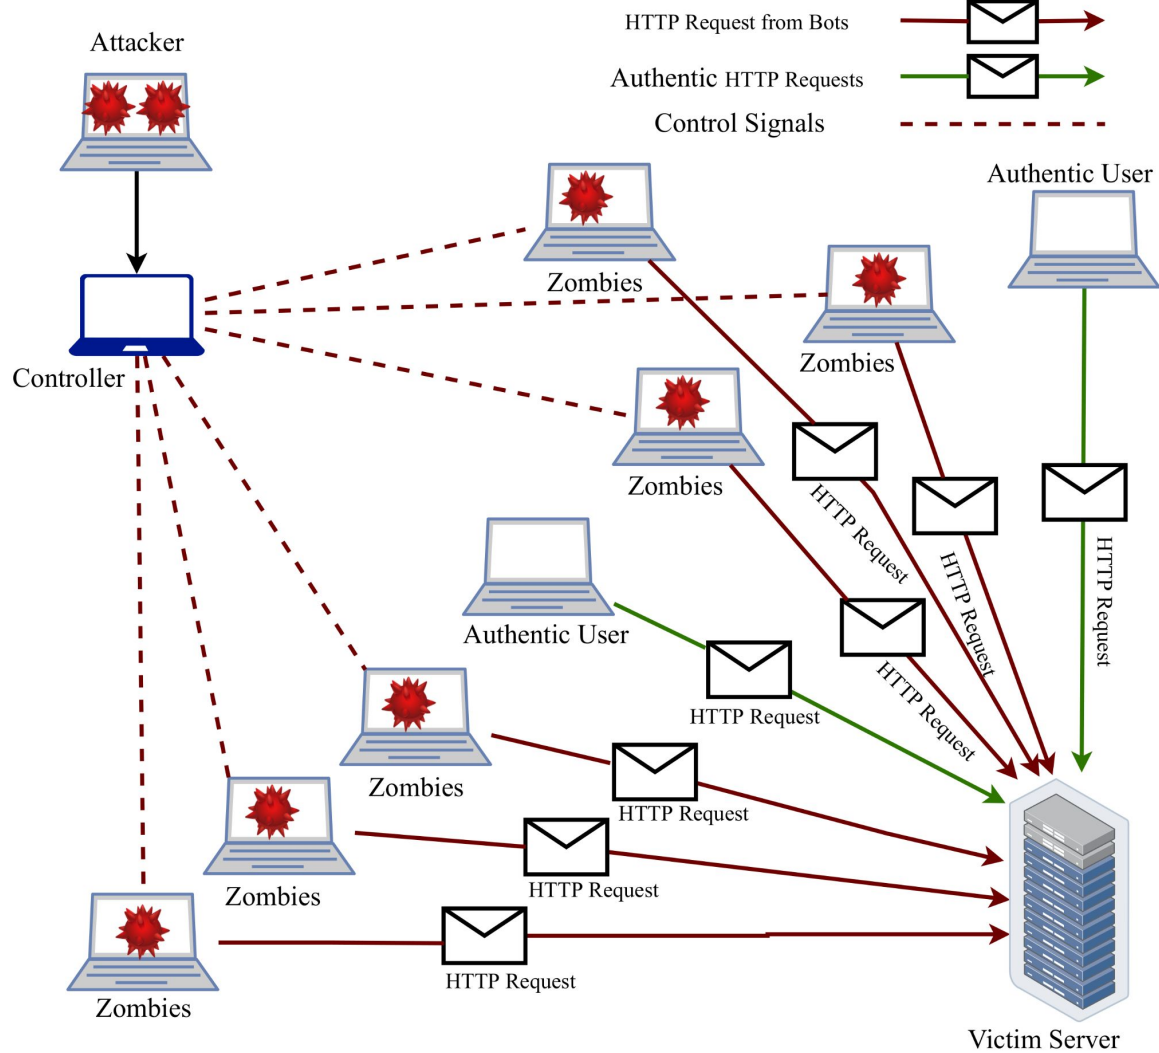 Attacker
HTTP Request from Bots
Authentic HTTP Requests
Control Signals
Authentic User
Zombies
Zombies
Controller
Zombies
HTTP Request
HTTP Request
HTTP Request
HTTP Request
Authentic User
HTTP Request
Zombies
HTTP Request
Zombies
HTTP Request
Zombies
HTTP Request
Victim Server